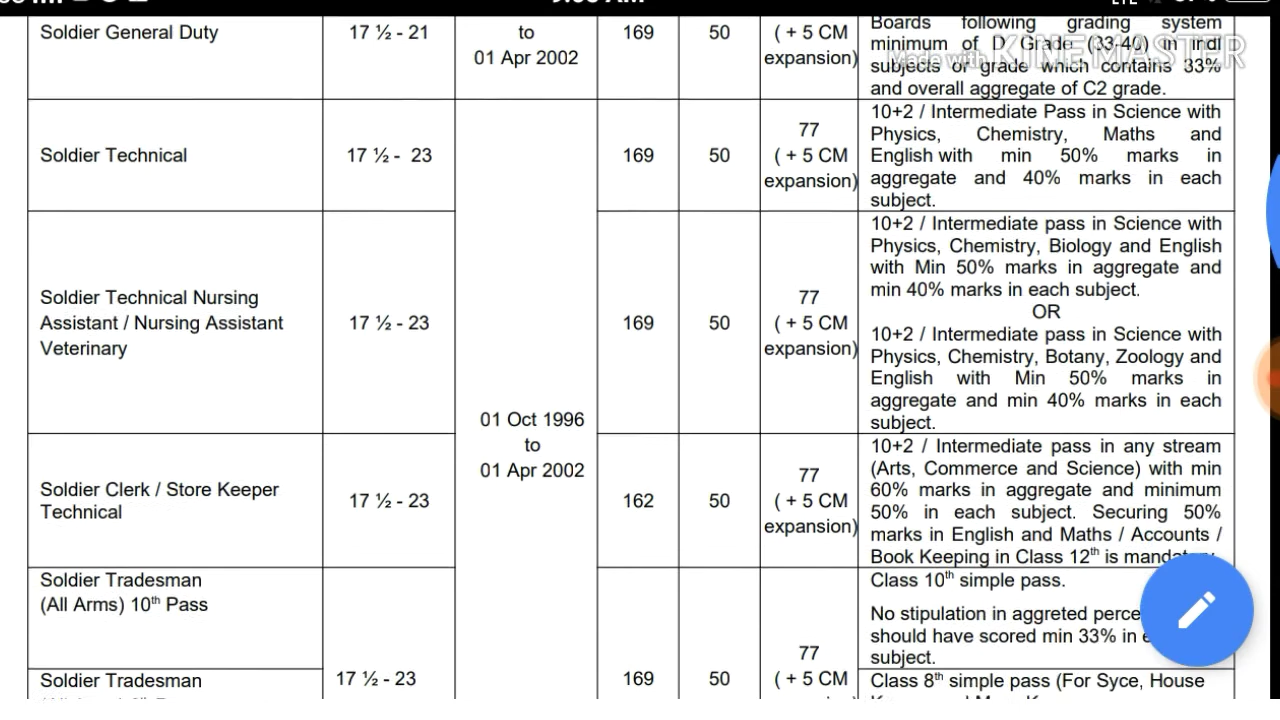 Soldier General Duty
17 ½ - 21
to
01 Apr 2002
169
50
( + 5 CM
expansion)
Boards following grading system
minimum of D Grade (33-40) in indl
subjects or grade which contains 33%
and overall aggregate of C2 grade.
Made with KINEMASTER
Soldier Technical
17 ½ - 23
169
50
77
( + 5 CM
expansion)
10+2 / Intermediate Pass in Science with
Physics, Chemistry, Maths and
English with min 50% marks in
aggregate and 40% marks in each
subject.
Soldier Technical Nursing
Assistant / Nursing Assistant
Veterinary
17 ½ - 23
169
50
77
( + 5 CM
expansion)
10+2 / Intermediate pass in Science with
Physics, Chemistry, Biology and English
with Min 50% marks in aggregate and
min 40% marks in each subject.
OR
10+2 / Intermediate pass in Science with
Physics, Chemistry, Botany, Zoology and
English with Min 50% marks in
aggregate and min 40% marks in each
subject.
01 Oct 1996
to
01 Apr 2002
Soldier Clerk / Store Keeper
Technical
17 ½ - 23
162
50
77
( + 5 CM
expansion)
10+2 / Intermediate pass in any stream
(Arts, Commerce and Science) with min
60% marks in aggregate and minimum
50% in each subject. Securing 50%
marks in English and Maths / Accounts /
Book Keeping in Class 12th is
Soldier Tradesman
(All Arms) 10th Pass
Class 10th simple pass.
No stipulation in aggreted
should have scored min 33% in
subject.
Soldier Tradesman
17 ½ - 23
169
50
77
( + 5 CM
Class 8th simple pass (For Syce, House